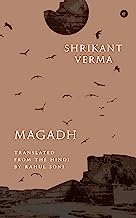 SHRIKANT
VERMA
MAGADH
TRANSLATED
FROM THE HINDI
BY RAHUL SONI